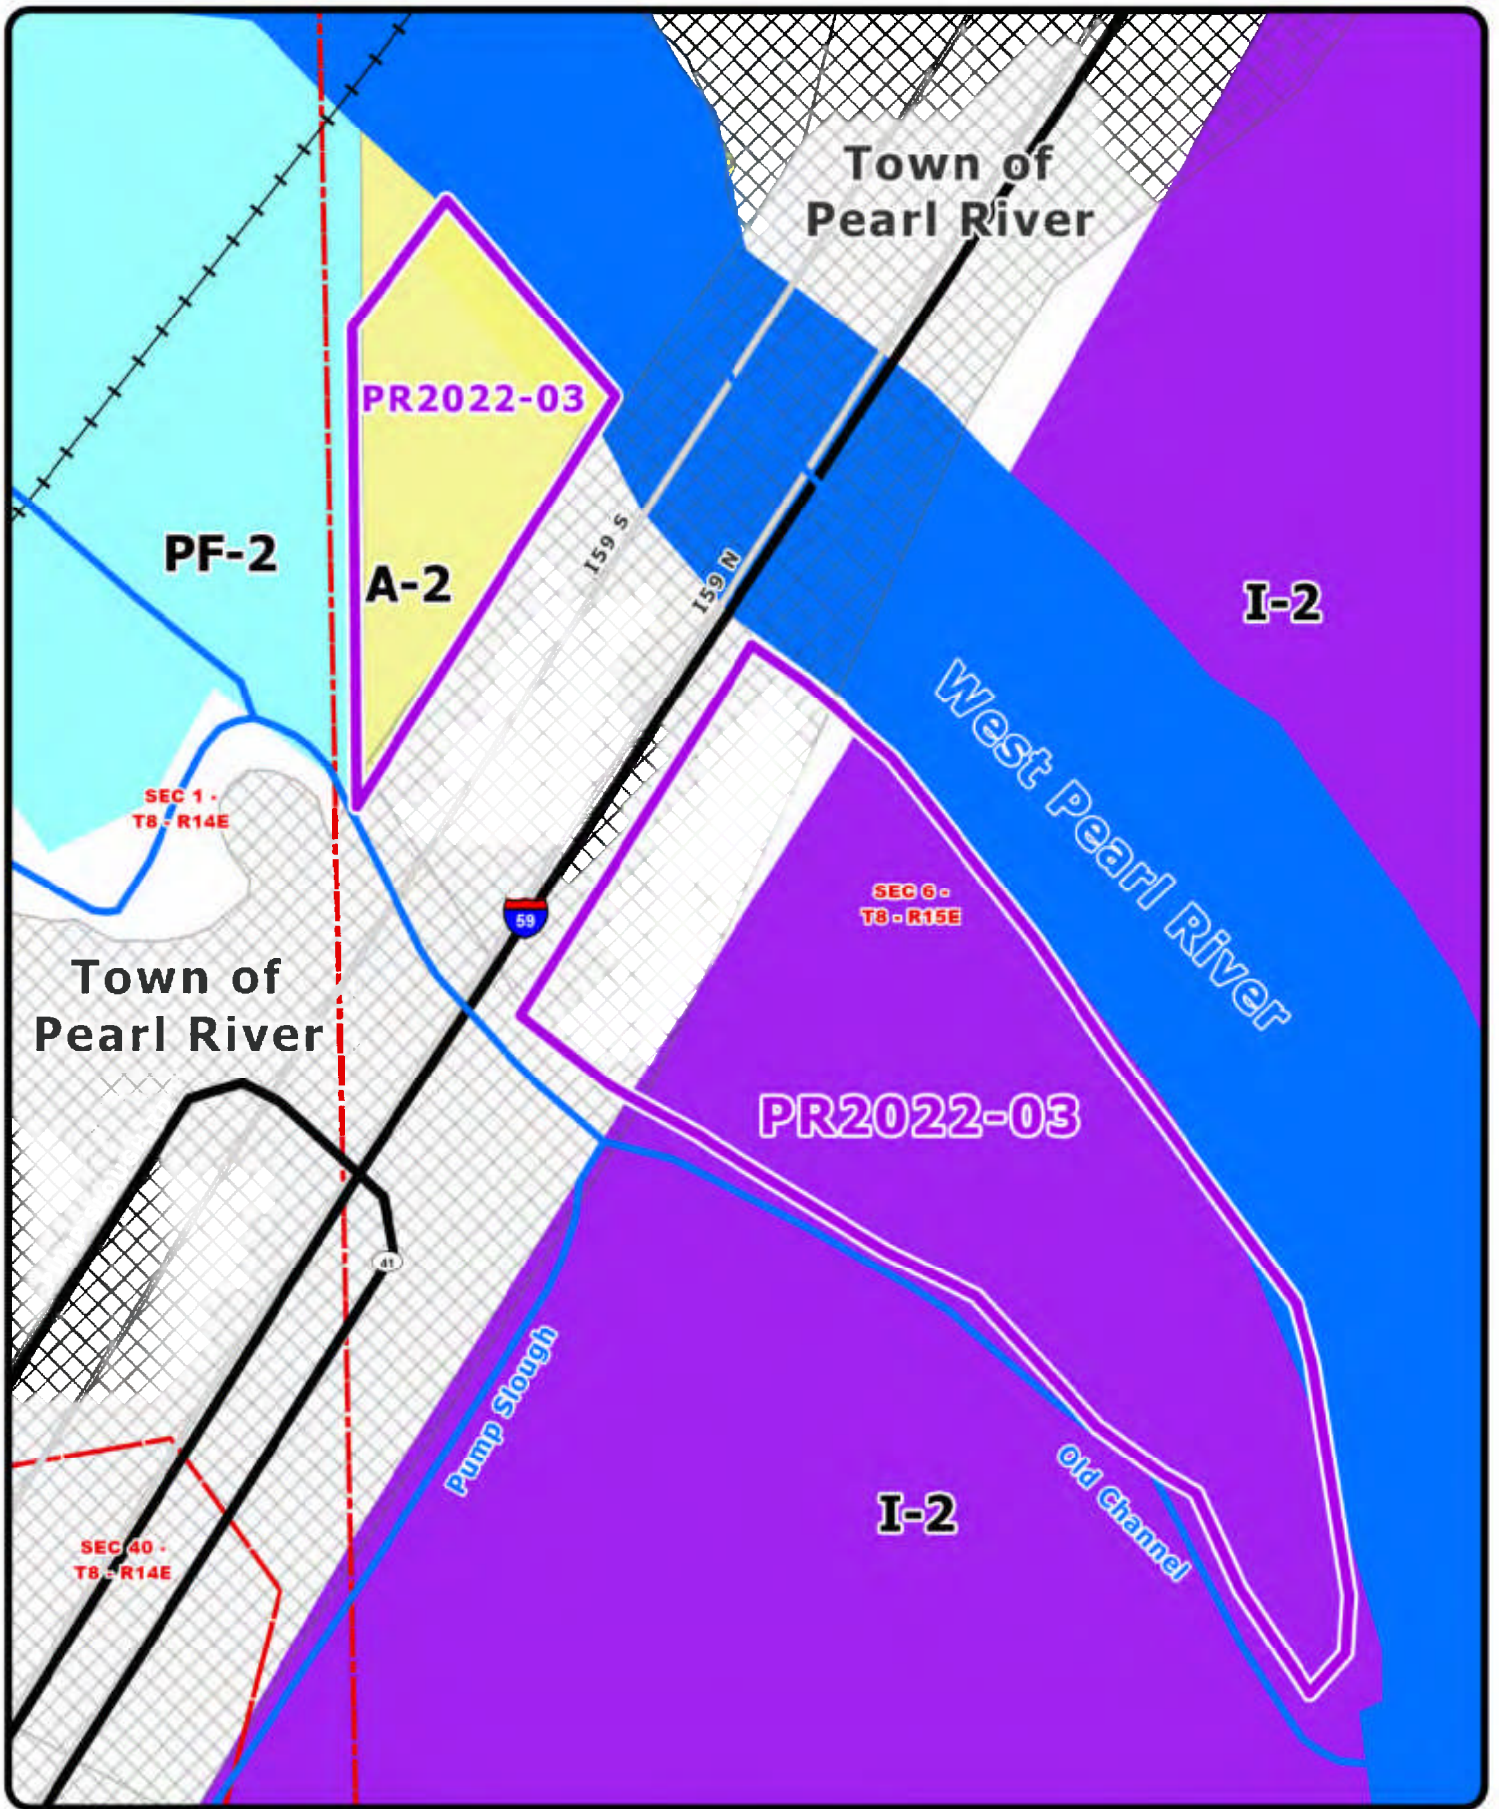 Town of
Pearl River
PR2022-03
I59 S
I59 N
PF-2
A-2
I-2
West Pearl River
SEC 1 -
T8 - R14E
SEC 6 -
T8 - R15E
59
Town of
Pearl River
PR2022-03
41
Pump Slough
Old Channel
I-2
SEC 40 -
T8 - R14E